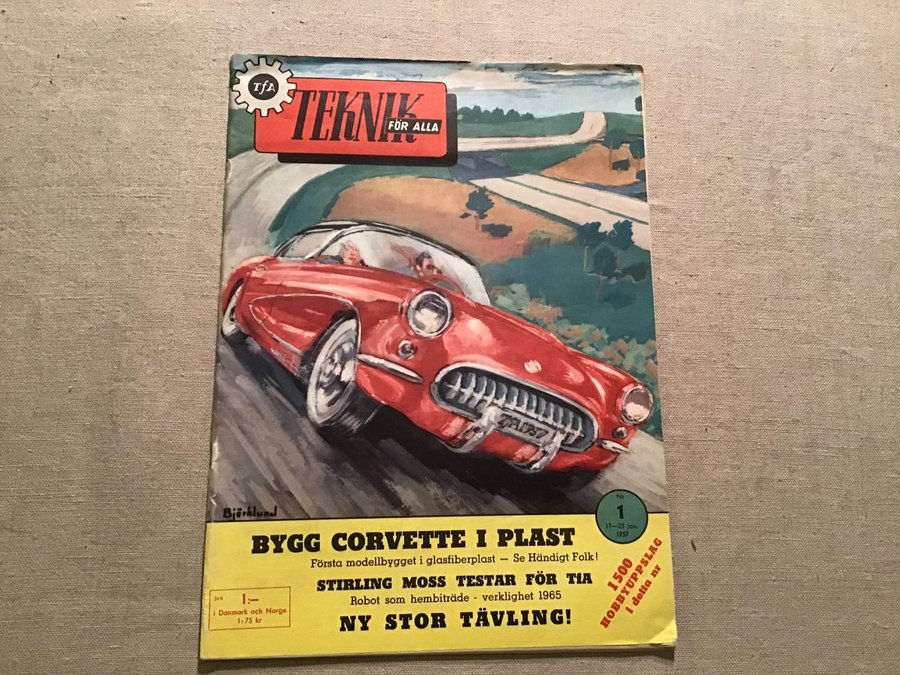 TfA
TEKNIK
FÖR ALLA
Björklund
Nr
1
11—25 jan.
1957
BYGG CORVETTE I PLAST
Första modellbygget i glasfiberplast — Se Händigt Folk!
STIRLING MOSS TESTAR FÖR TfA
Robot som hembiträde - verklighet 1965
NY STOR TÄVLING!
JAN
1:—
i Danmark och Norge
1:75 kr
1500
HOBBYUPPSLAG
i detta nr